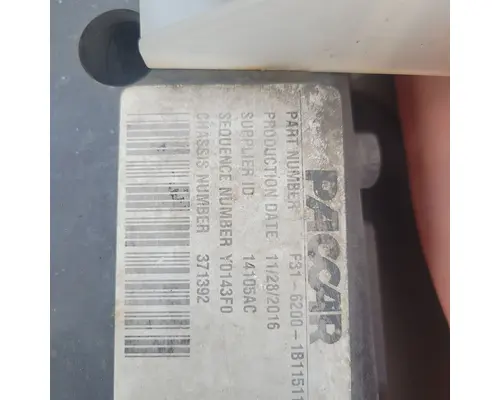 PACCAR
PART NUMBER F31-6200-1811511
PRODUCTION DATE 11/28/2016
SUPPLIER ID 14105AC
SEQUENCE NUMBER Y0143F0
CHASSIS NUMBER 371392